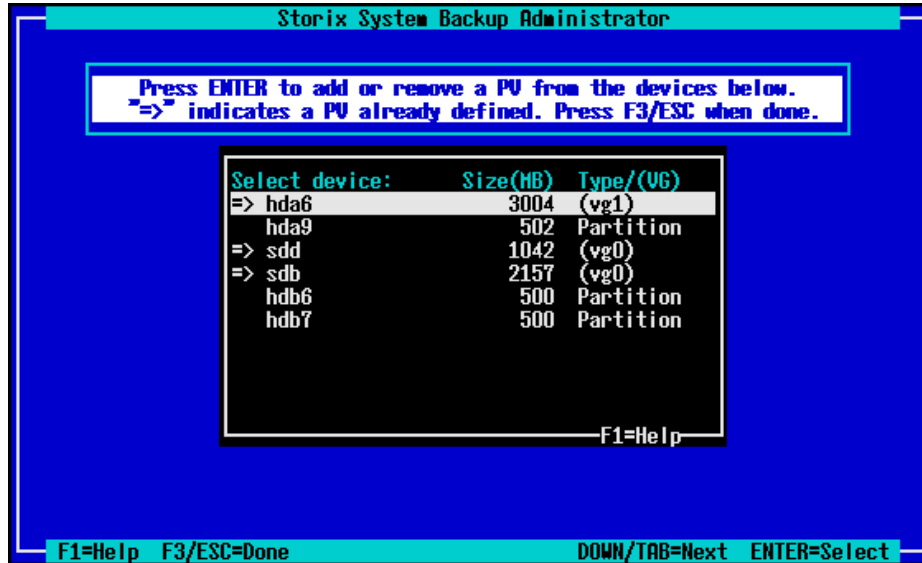 Storix System Backup Administrator
Press ENTER to add or remove a PV from the devices below.
"=>" indicates a PV already defined. Press F3/ESC when done.
Select device: Size(MB) Type/(VG)
=> hda6 3004 (vg1)
hda9 502 Partition
=> sdd 1042 (vg0)
=> sdb 2157 (vg0)
hdb6 500 Partition
hdb7 500 Partition
F1=Help
F1=Help F3/ESC=Done DOWN/TAB=Next ENTER=Select